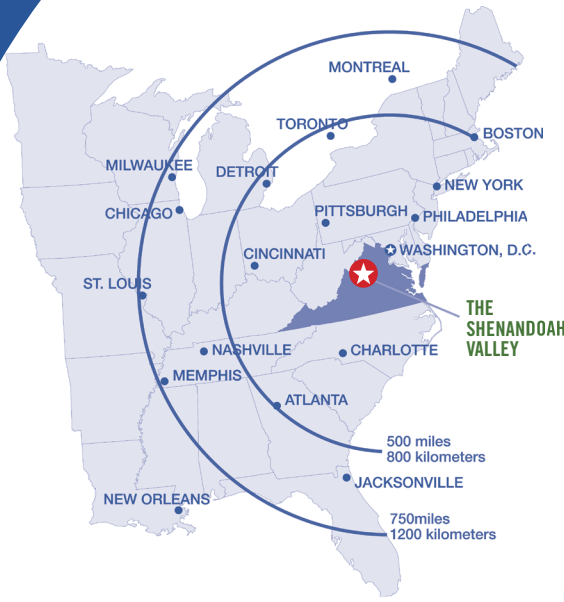 MONTREAL
TORONTO
BOSTON
MILWAUKEE
DETROIT
NEW YORK
CHICAGO
PITTSBURGH
PHILADELPHIA
CINCINNATI
WASHINGTON, D.C.
ST. LOUIS
THE
SHENANDOAH
VALLEY
NASHVILLE
CHARLOTTE
MEMPHIS
ATLANTA
500 miles
800 kilometers
JACKSONVILLE
NEW ORLEANS
750miles
1200 kilometers